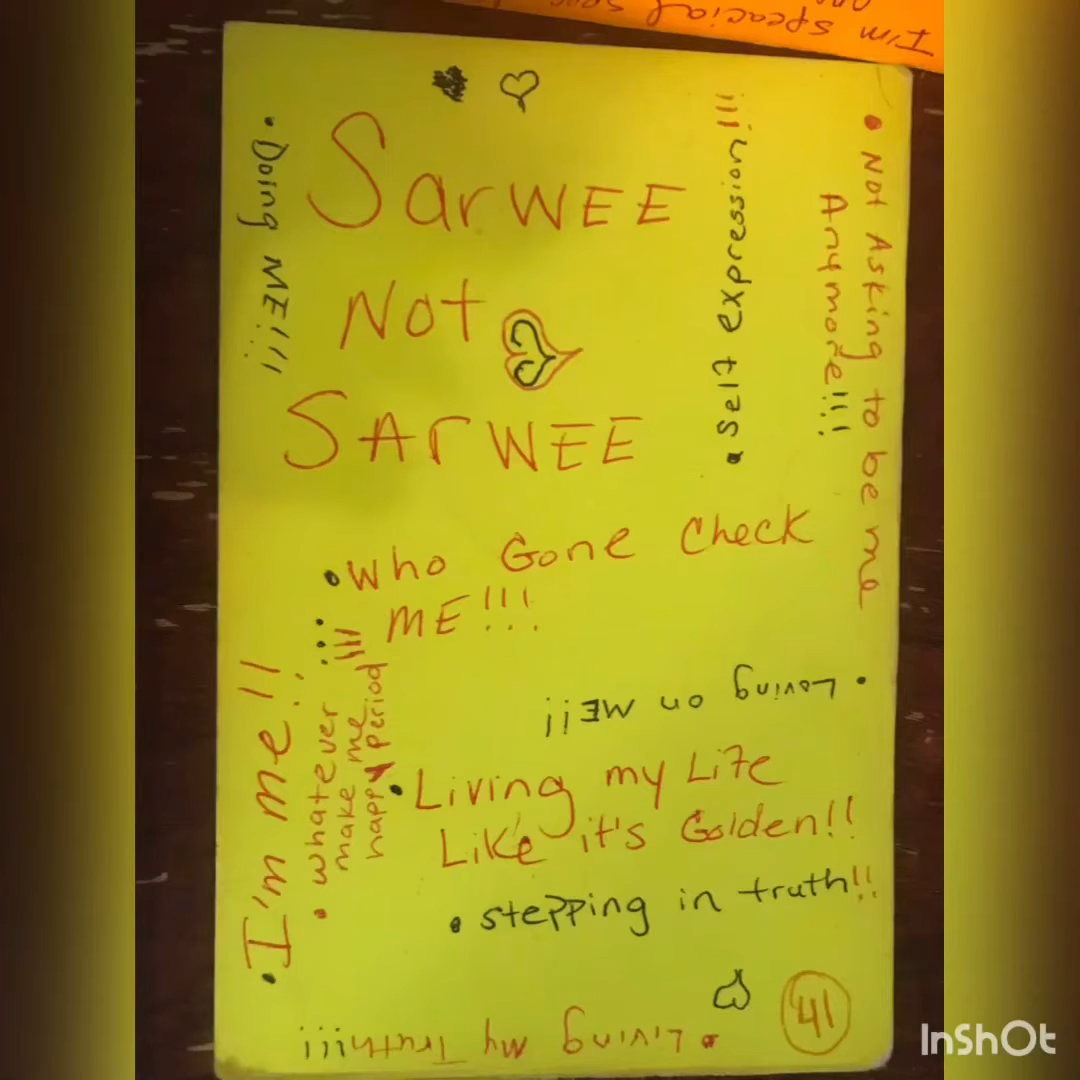 I'm speacial
SarWEE
Not
SArWEE
• Doing ME!!!!
• Self expression!!!
• Not Asking to be me
Anymore!!!!
• Who Gone Check
ME!!!
• I'm me!!
• whatever ...
make me !!!
happy period
• Loving on ME!!
• Living my Life
Like it's Golden!!
• stepping in truth!!
• Living My Truth!!!
41
InShOt